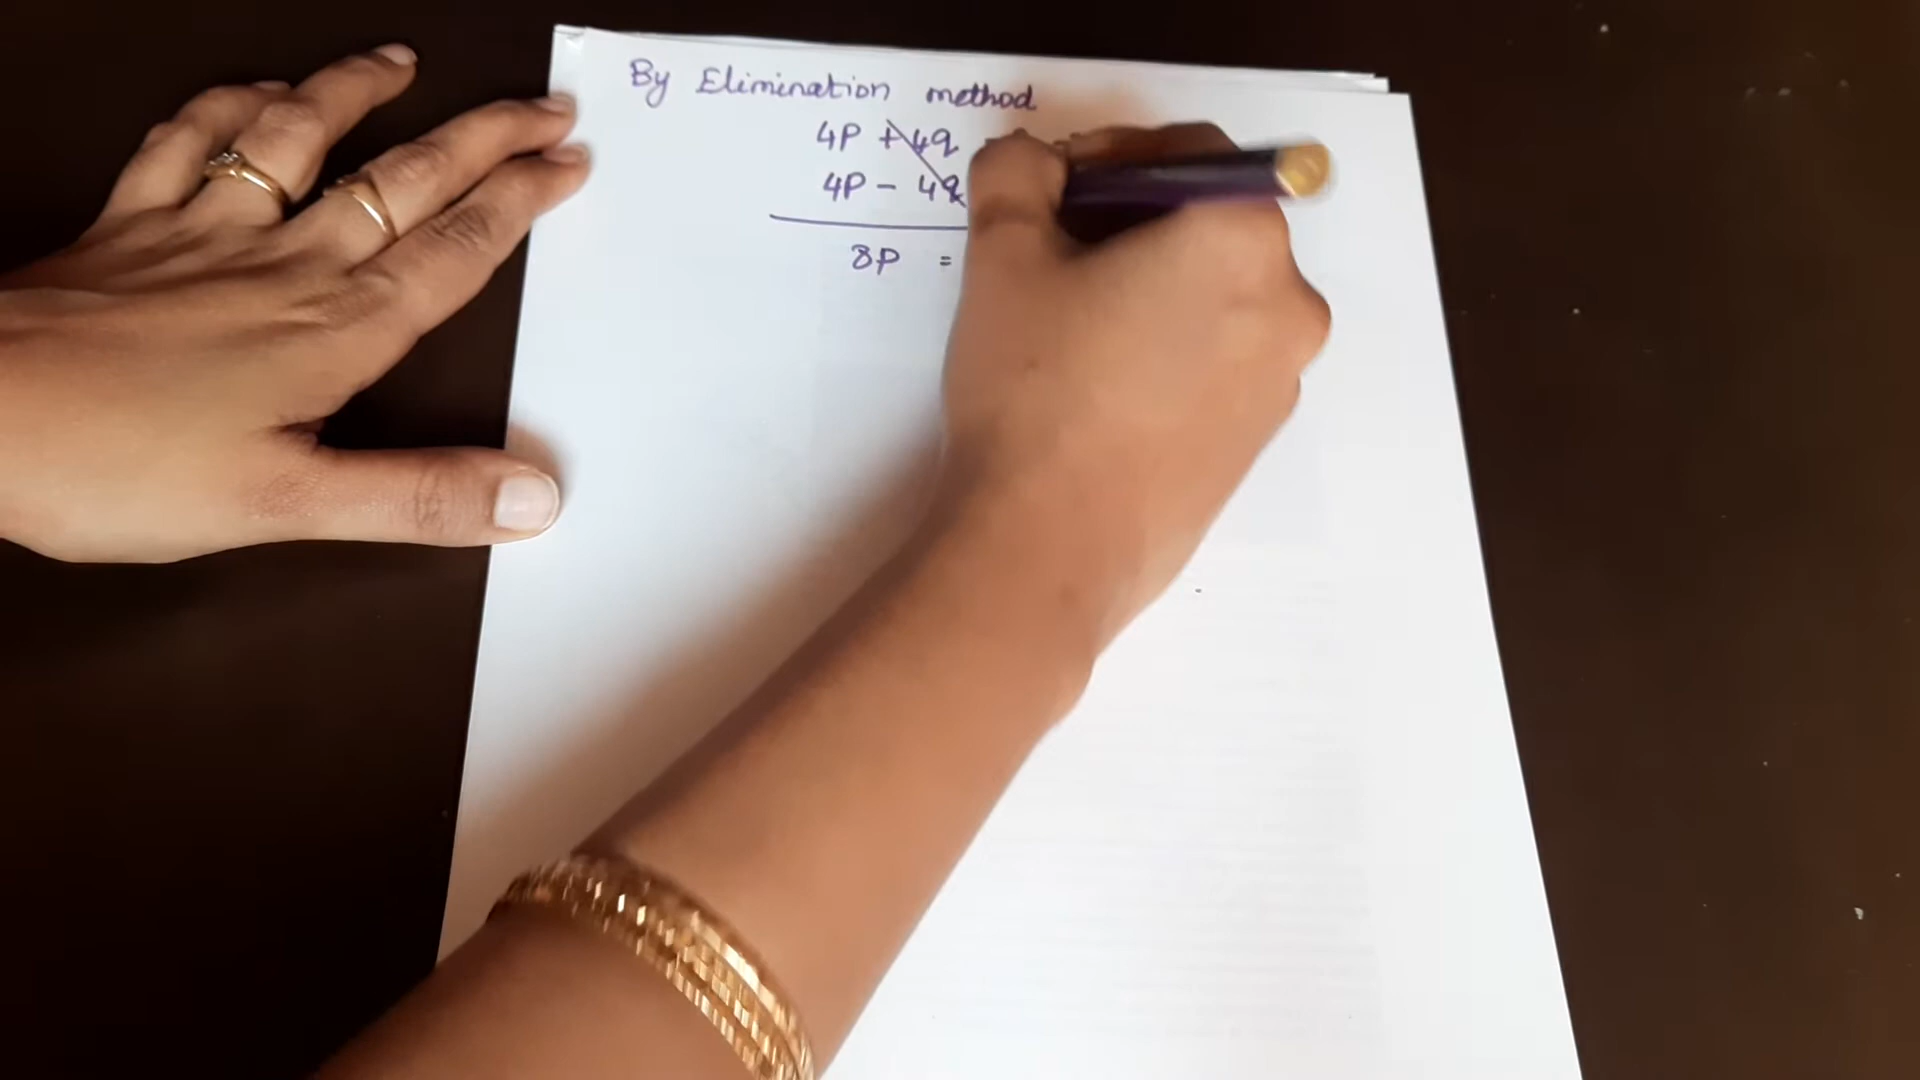 By Elimination method
4P + 4q
4P - 4q
8P =